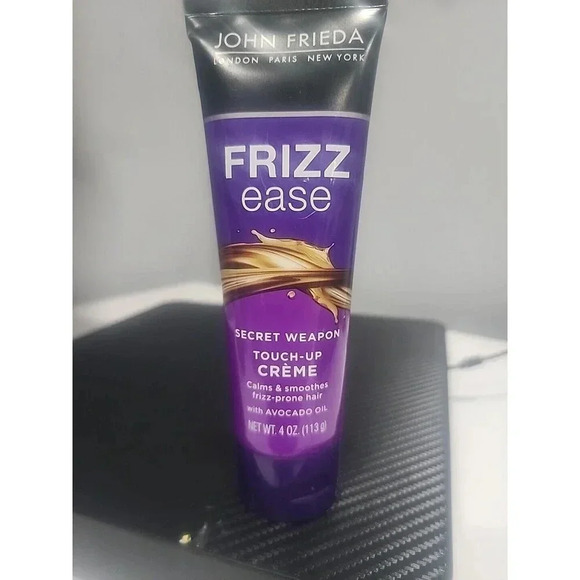 JOHN FRIEDA
LONDON PARIS NEW YORK
FRIZZ
ease
SECRET WEAPON
TOUCH-UP
CRÈME
Calms & smoothes
frizz-prone hair
with AVOCADO OIL
NET WT. 4 OZ. (113 g)